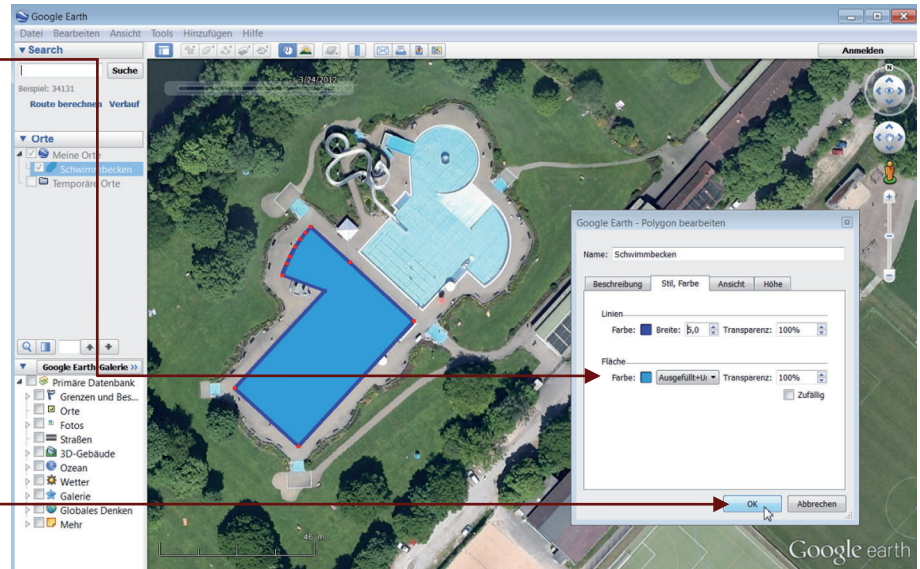 Google Earth
Datei Bearbeiten Ansicht Tools Hinzufügen Hilfe
Search
Suche
Beispiel: 34131
Route berechnen Verlauf
Orte
Meine Orte
Schwimmbecken
Temporäre Orte
Google Earth-Galerie »
Primäre Datenbank
Grenzen und Bes...
Orte
Fotos
Straßen
3D-Gebäude
Ozean
Wetter
Galerie
Globales Denken
Mehr
Anmelden
3/24/2012
N
Google Earth - Polygon bearbeiten
Name: Schwimmbecken
Beschreibung Stil, Farbe Ansicht Höhe
Linien
Farbe: Breite: 5,0 Transparenz: 100%
Fläche
Farbe: Ausgefüllt+U Transparenz: 100%
Zufällig
OK Abbrechen
46 m
Google earth